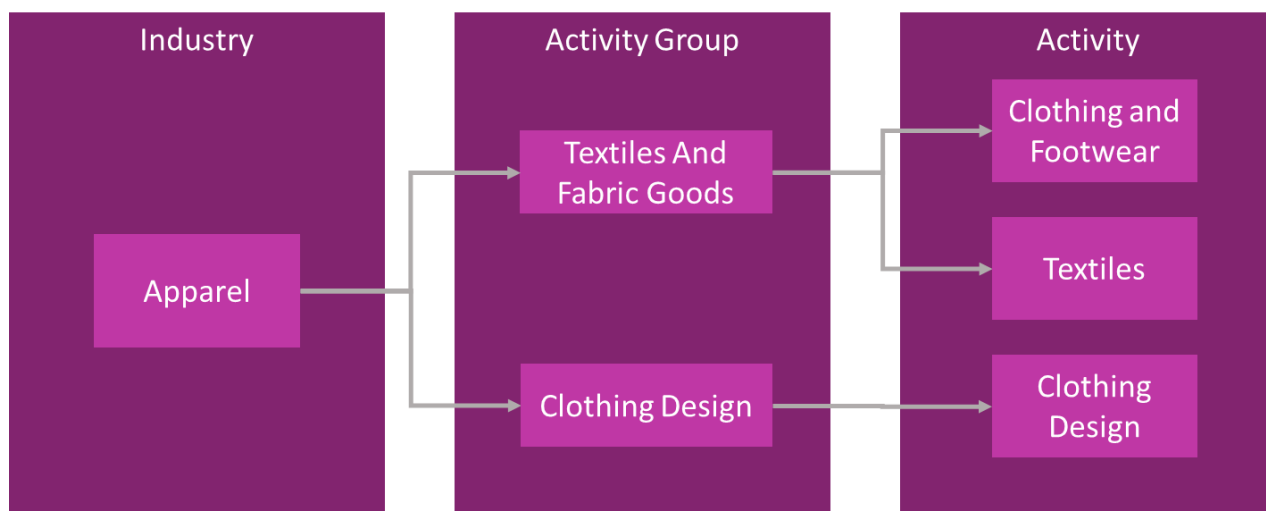 Industry
Apparel
Activity Group
Textiles And
Fabric Goods
Clothing Design
Activity
Clothing and
Footwear
Textiles
Clothing
Design